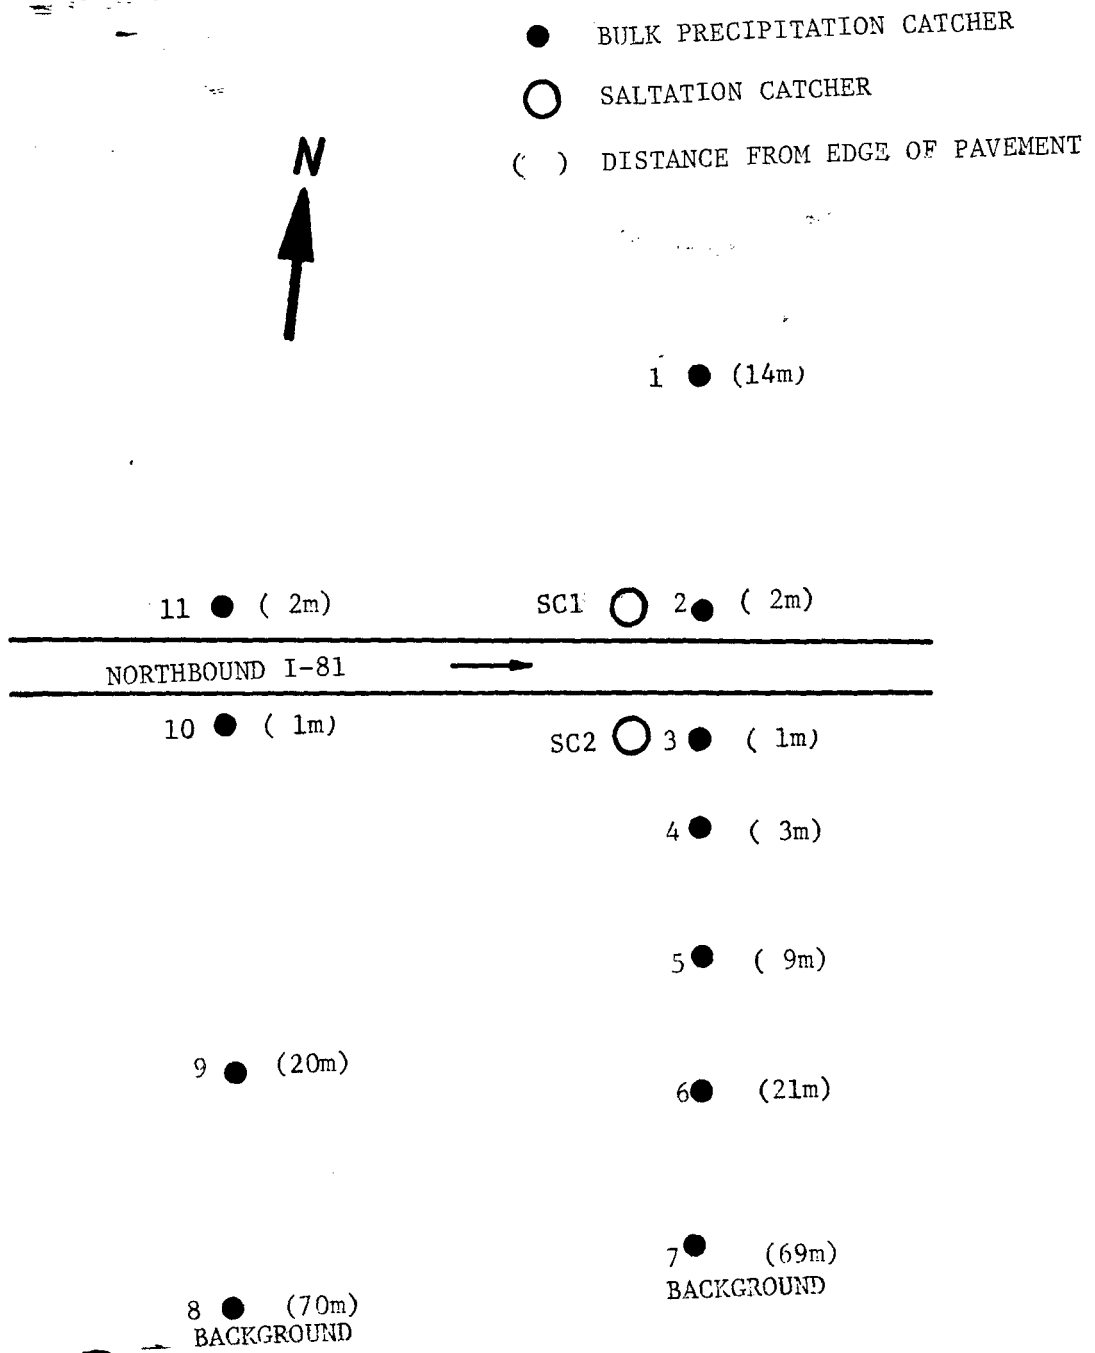 BULK PRECIPITATION CATCHER
SALTATION CATCHER
( ) DISTANCE FROM EDGE OF PAVEMENT
N
1 (14m)
11 ( 2m) SC1 2 ( 2m)
NORTHBOUND I-81
10 ( 1m) SC2 3 ( 1m)
4 ( 3m)
5 ( 9m)
9 (20m)
6 (21m)
7 (69m)
BACKGROUND
8 (70m)
BACKGROUND